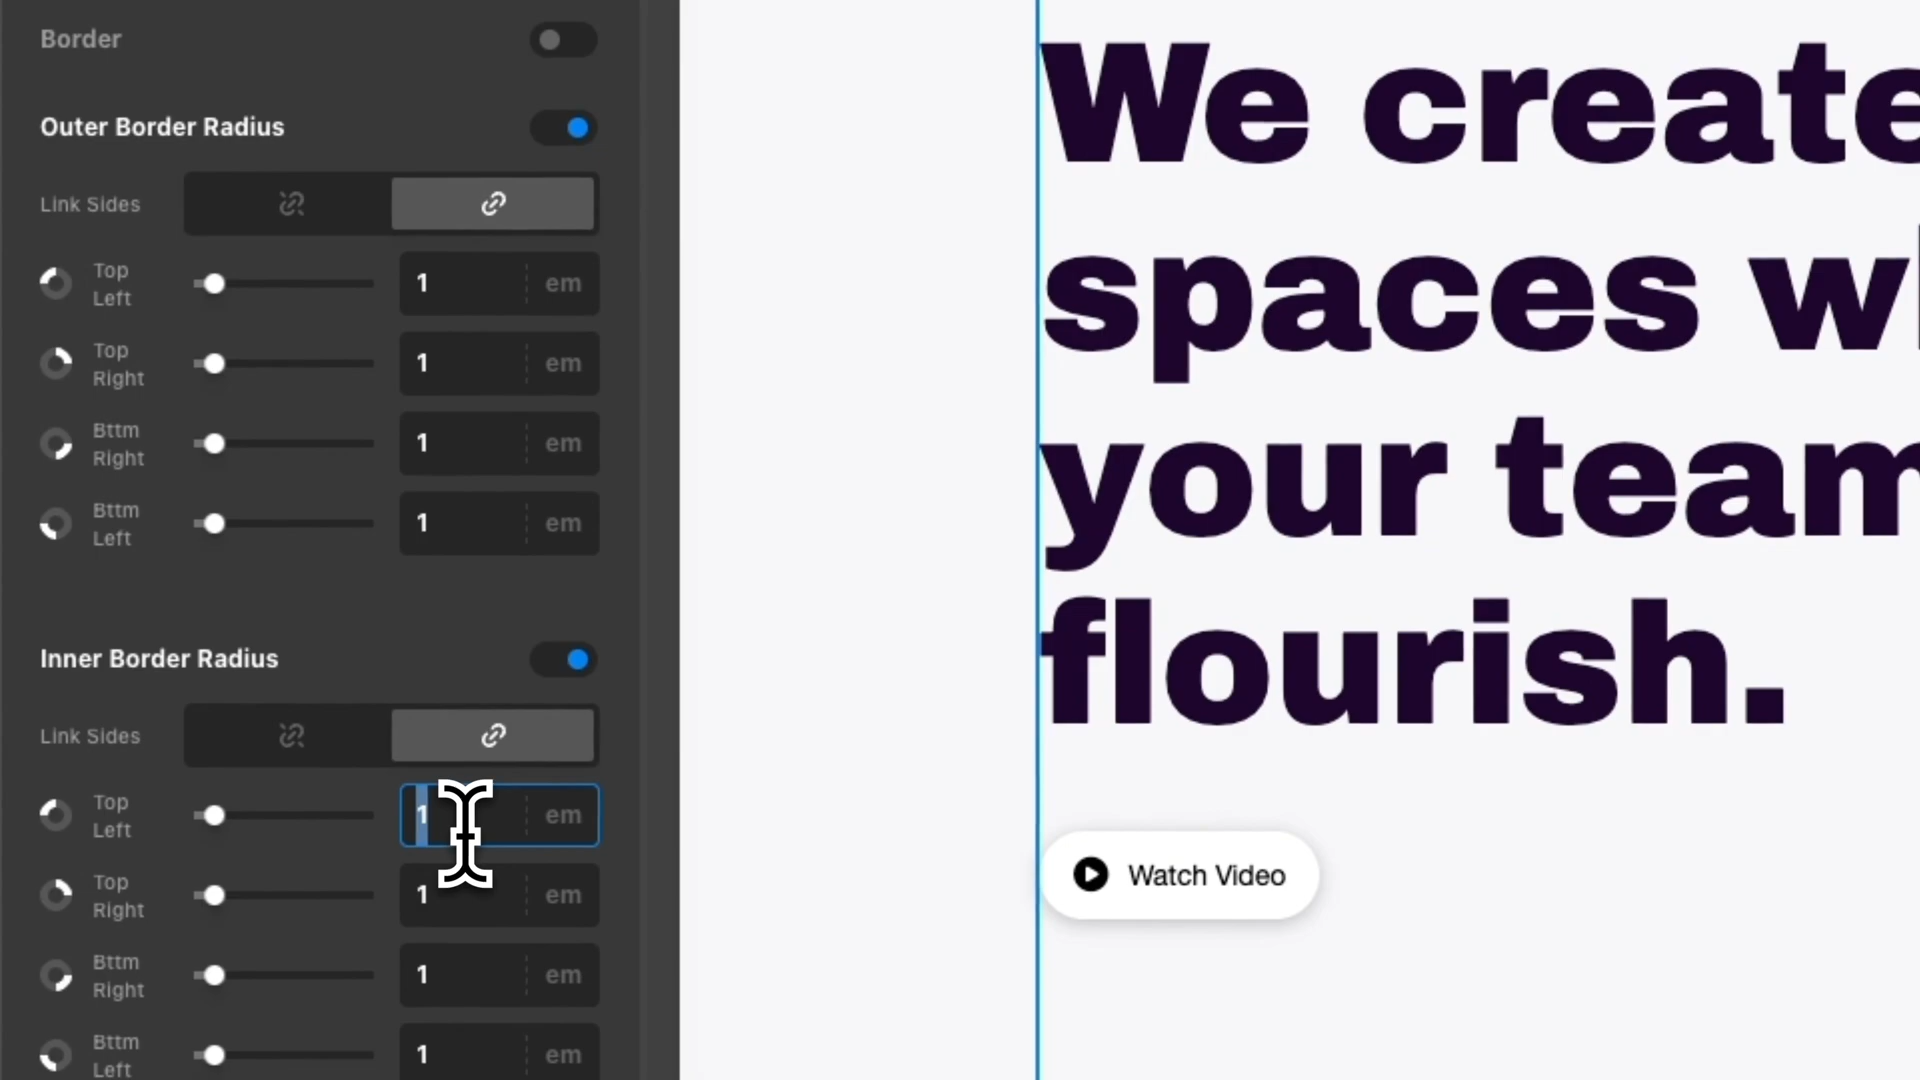 Border
Outer Border Radius
Link Sides
Top
Left
1 em
Top
Right
1 em
Bttm
Right
1 em
Bttm
Left
1 em
Inner Border Radius
Link Sides
Top
Left
1 em
Top
Right
1 em
Bttm
Right
1 em
Bttm
Left
1 em
We create
spaces w
your team
flourish.
Watch Video